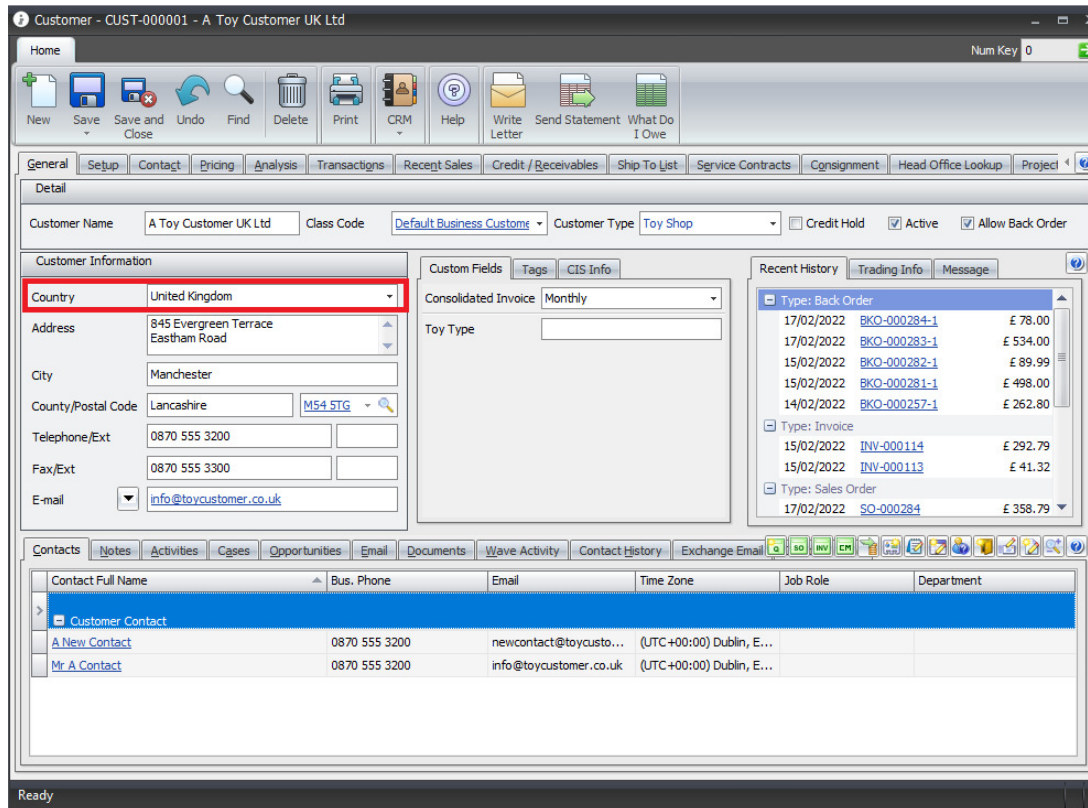 Customer - CUST-000001 - A Toy Customer UK Ltd
Home
Num Key 0
New Save Save and Close Undo Find Delete Print CRM Help Write Letter Send Statement What Do I Owe
General Setup Contact Pricing Analysis Transactions Recent Sales Credit / Receivables Ship To List Service Contracts Consignment Head Office Lookup Project
Detail
Customer Name A Toy Customer UK Ltd Class Code Default Business Custome Customer Type Toy Shop Credit Hold Active Allow Back Order
Customer Information
Country United Kingdom
Address 845 Evergreen Terrace
Eastham Road
City Manchester
County/Postal Code Lancashire M54 5TG
Telephone/Ext 0870 555 3200
Fax/Ext 0870 555 3300
E-mail info@toycustomer.co.uk
Custom Fields Tags CIS Info
Consolidated Invoice Monthly
Toy Type
Recent History Trading Info Message
Type: Back Order
17/02/2022 BKO-000284-1 £ 78.00
17/02/2022 BKO-000283-1 £ 534.00
15/02/2022 BKO-000282-1 £ 89.99
15/02/2022 BKO-000281-1 £ 498.00
14/02/2022 BKO-000257-1 £ 262.80
Type: Invoice
15/02/2022 INV-000114 £ 292.79
15/02/2022 INV-000113 £ 41.32
Type: Sales Order
17/02/2022 SO-000284 £ 358.79
Contacts Notes Activities Cases Opportunities Email Documents Wave Activity Contact History Exchange Email Q SO INV CM
Contact Full Name Bus. Phone Email Time Zone Job Role Department
Customer Contact
A New Contact 0870 555 3200 newcontact@toycusto... (UTC+00:00) Dublin, E...
Mr A Contact 0870 555 3200 info@toycustomer.co.uk (UTC+00:00) Dublin, E...
Ready